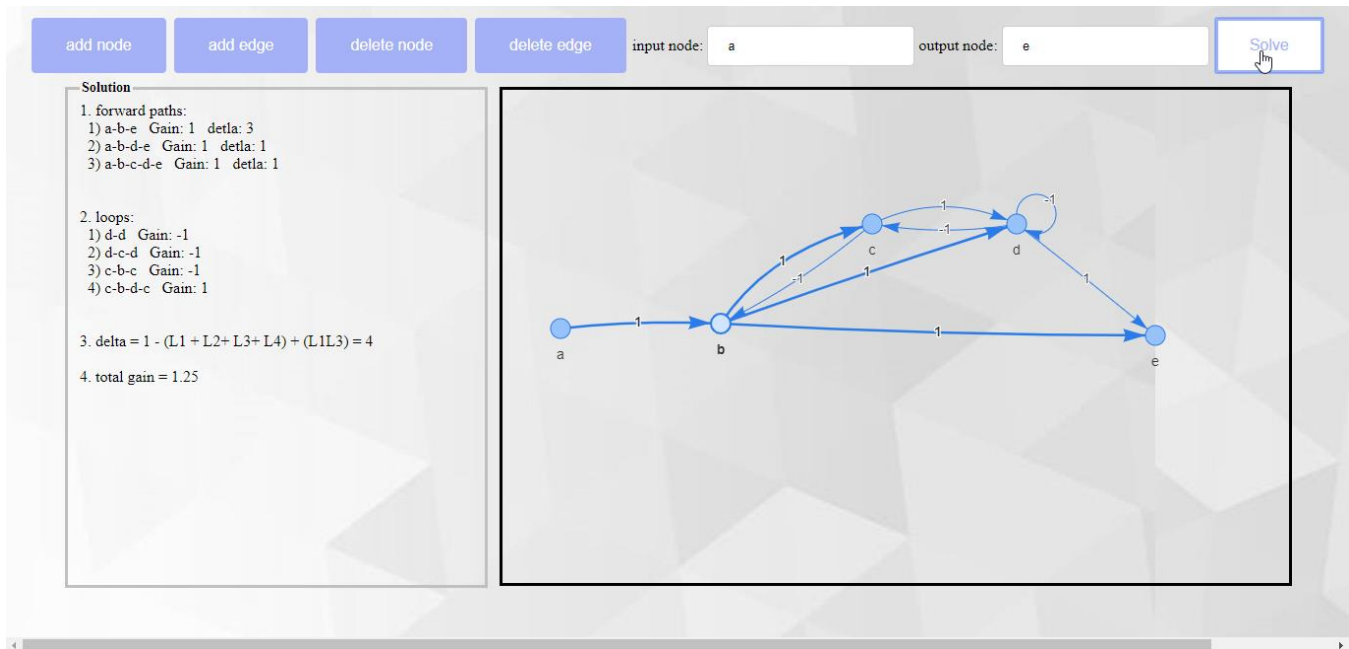 add node add edge delete node delete edge input node: a output node: e Solve
Solution
1. forward paths:
1) a-b-e Gain: 1 detla: 3
2) a-b-d-e Gain: 1 detla: 1
3) a-b-c-d-e Gain: 1 detla: 1
2. loops:
1) d-d Gain: -1
2) d-c-d Gain: -1
3) c-b-c Gain: -1
4) c-b-d-c Gain: 1
3. delta = 1 - (L1 + L2+ L3+ L4) + (L1L3) = 4
4. total gain = 1.25
-1
1
-1
c
d
1
1
-1
1
1
1
a
b
e